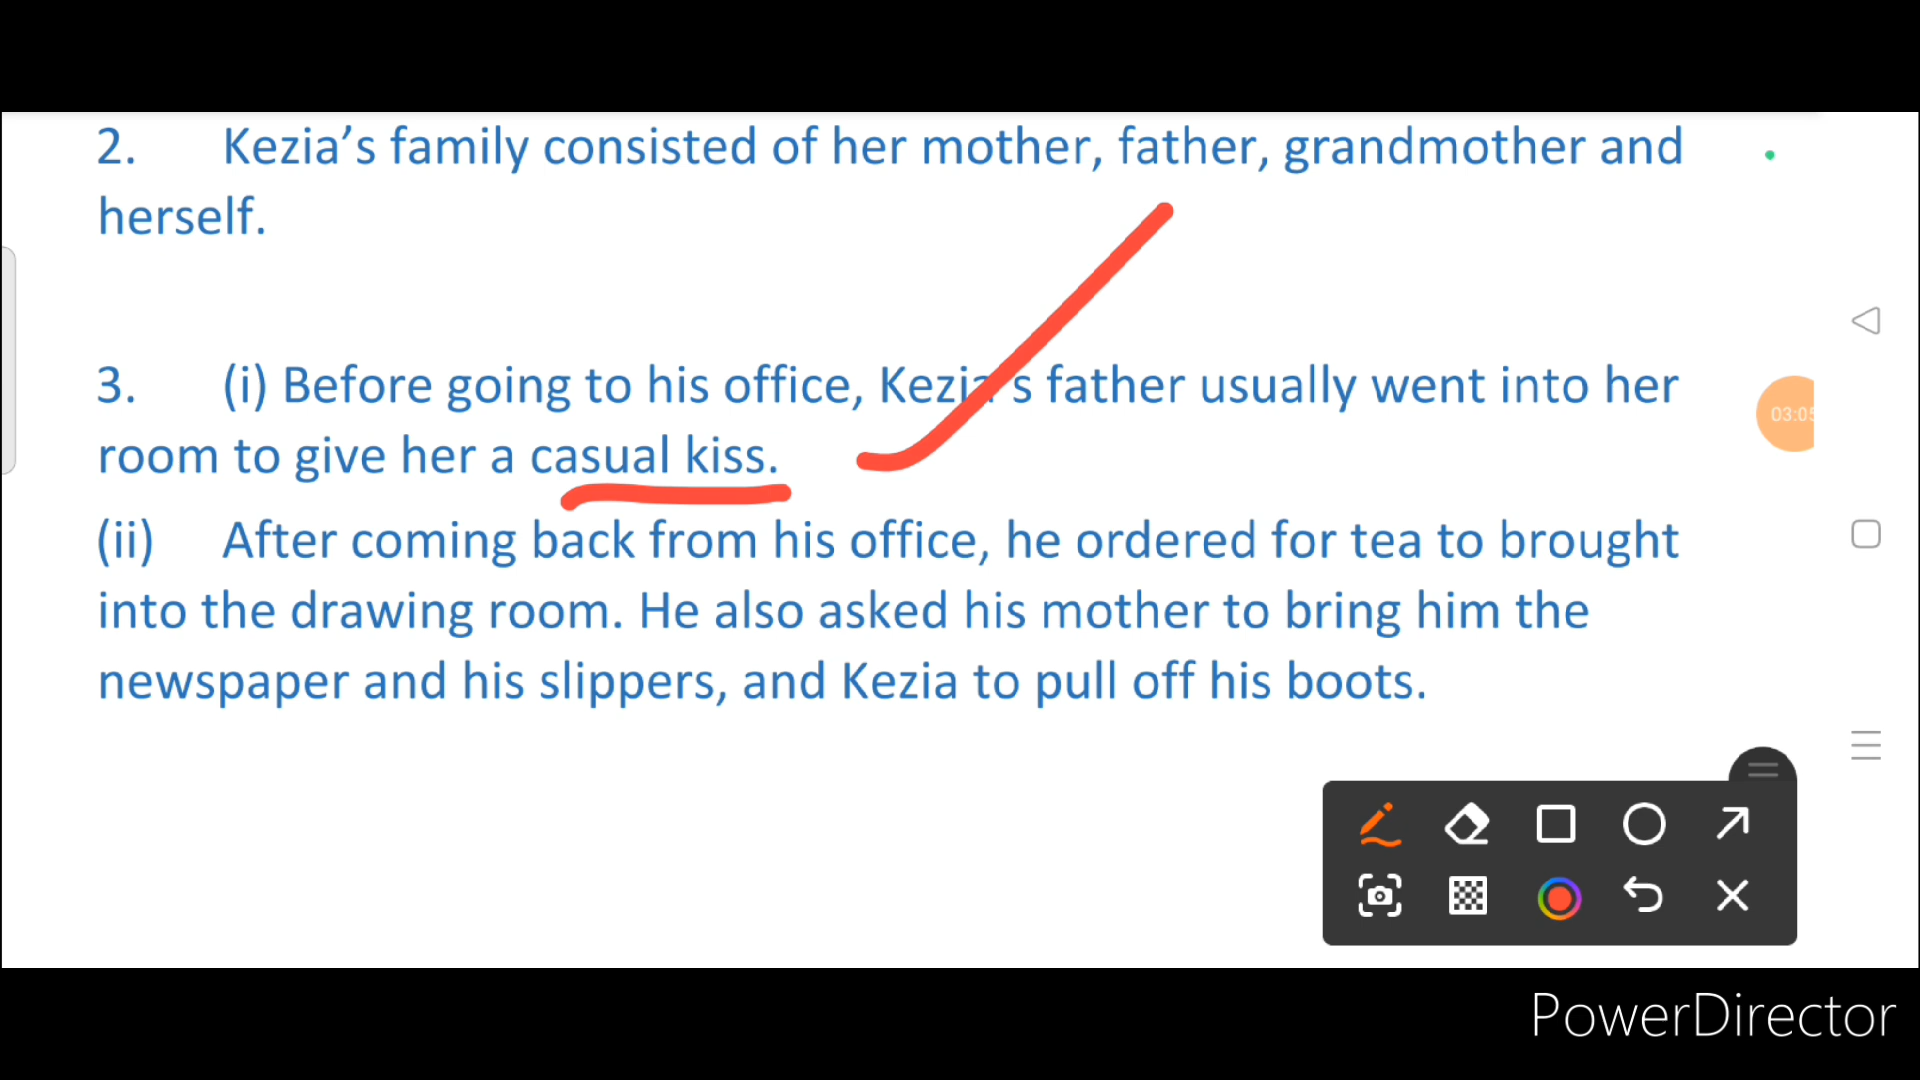 2. Kezia’s family consisted of her mother, father, grandmother and
herself.
3. (i) Before going to his office, Kezia’s father usually went into her
room to give her a casual kiss.
(ii) After coming back from his office, he ordered for tea to brought
into the drawing room. He also asked his mother to bring him the
newspaper and his slippers, and Kezia to pull off his boots.
03:05
PowerDirector